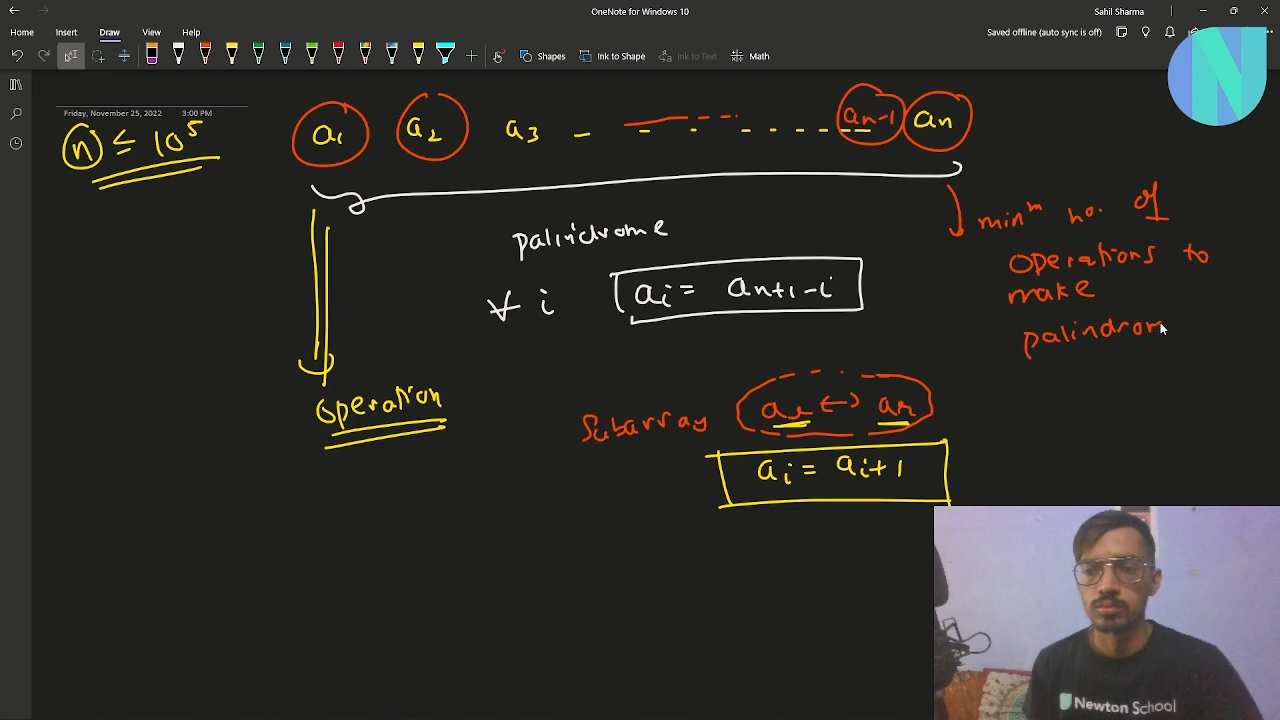 OneNote for Windows 10
Sahil Sharma
Home Insert Draw View Help
Saved offline (auto sync is off)
Shapes Ink to Shape Ink to Text Math
Friday, November 25, 2022 3:00 PM
n ≤ 10^5
a1 a2 a3 - - - - - - - an-1 an
palindrome
∀ i ai = an+1-i
min^m no. of
operations to
make
palindrom
operation
Subarray al ↔ ar
ai = ai+1
Newton School